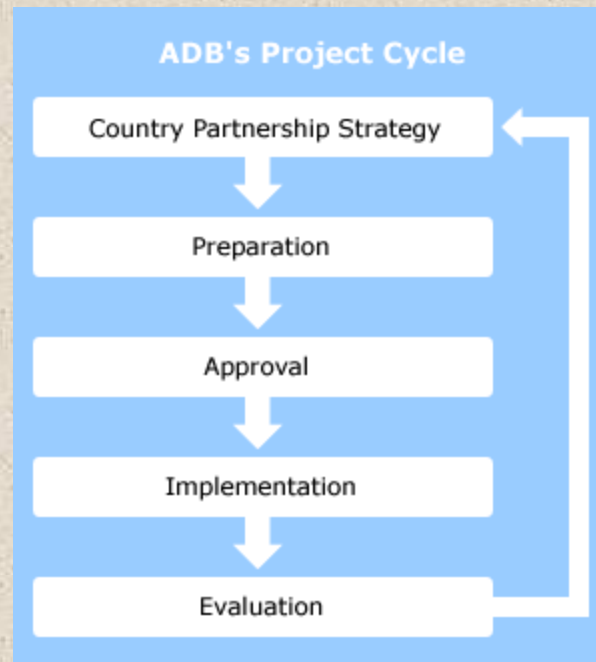 ADB's Project Cycle
Country Partnership Strategy
Preparation
Approval
Implementation
Evaluation